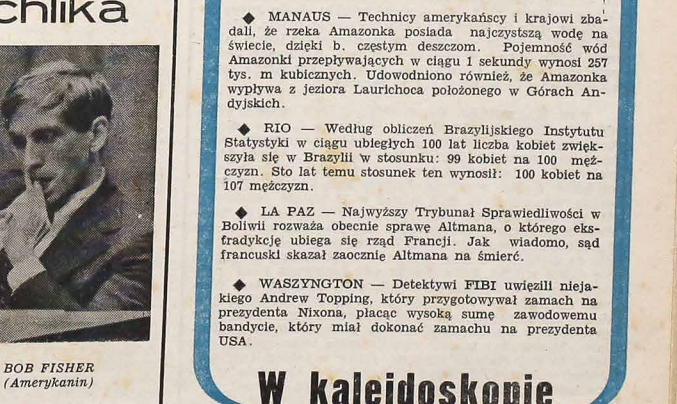 chlika
◆ MANAUS — Technicy amerykańscy i krajowi zba-
dali, że rzeka Amazonka posiada najczyszszą wodę na
świecie, dzięki b. częstym deszczom. Pojemność wód
Amazonki przepływających w ciągu 1 sekundy wynosi 257
tys. m kubicznych. Udowodniono również, że Amazonka
wypływa z jeziora Laurichoca położonego w Górach An-
dyjskich.
◆ RIO — Według obliczeń Brazylijskiego Instytutu
Statystyki w ciągu ubiegłych 100 lat liczba kobiet zwięk-
szyła się w Brazylii w stosunku: 99 kobiet na 100 męż-
czyzn. Sto lat temu stosunek ten wynosił: 100 kobiet na
107 mężczyzn.
◆ LA PAZ — Najwyższy Trybunał Sprawiedliwości w
Boliwii rozważa obecnie sprawę Altmana, o którego eks-
tradykcję ubiega się rząd Francji. Jak wiadomo, sąd
francuski skazał zaocznie Altmana na śmierć.
◆ WASZYNGTON — Detektywi FIBI uwięzili nieja-
kiego Andrew Topping, który przygotowywał zamach na
prezydenta Nixona, płacąc wysoką sumę zawodowemu
bandycie, który miał dokonać zamachu na prezydenta
USA.
BOB FISHER
(Amerykanin)
W kalejdoskopie